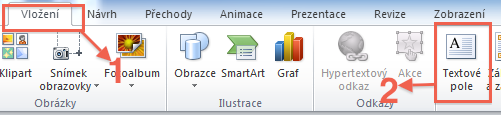 Vložení Návrh Přechody Animace Prezentace Revize Zobrazení
Klipart Snímek obrazovky Fotoalbum Obrazce SmartArt Graf Hypertextový odkaz Akce Textové pole
1 2
Obrázky Ilustrace Odkazy